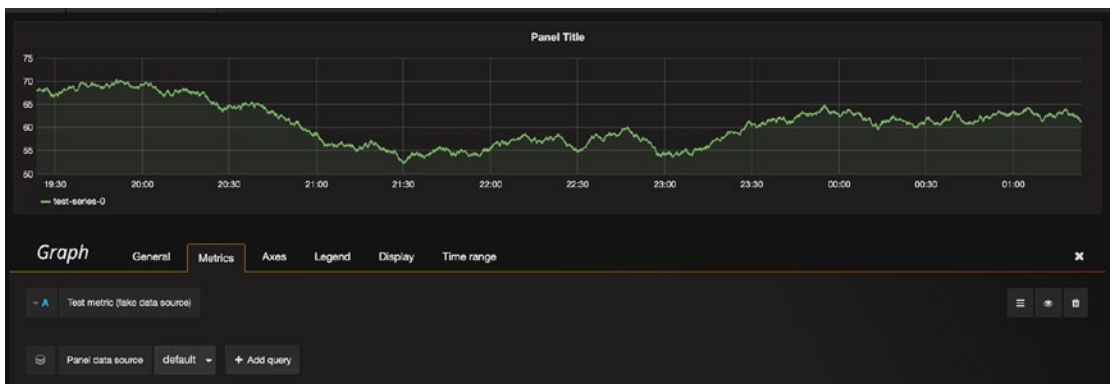 Panel Title
75
70
65
60
55
50
19:30 20:00 20:30 21:00 21:30 22:00 22:30 23:00 23:30 00:00 00:30 01:00
test-series-0
Graph General Metrics Axes Legend Display Time range
A Test metric (fake data source)
Panel data source default + Add query